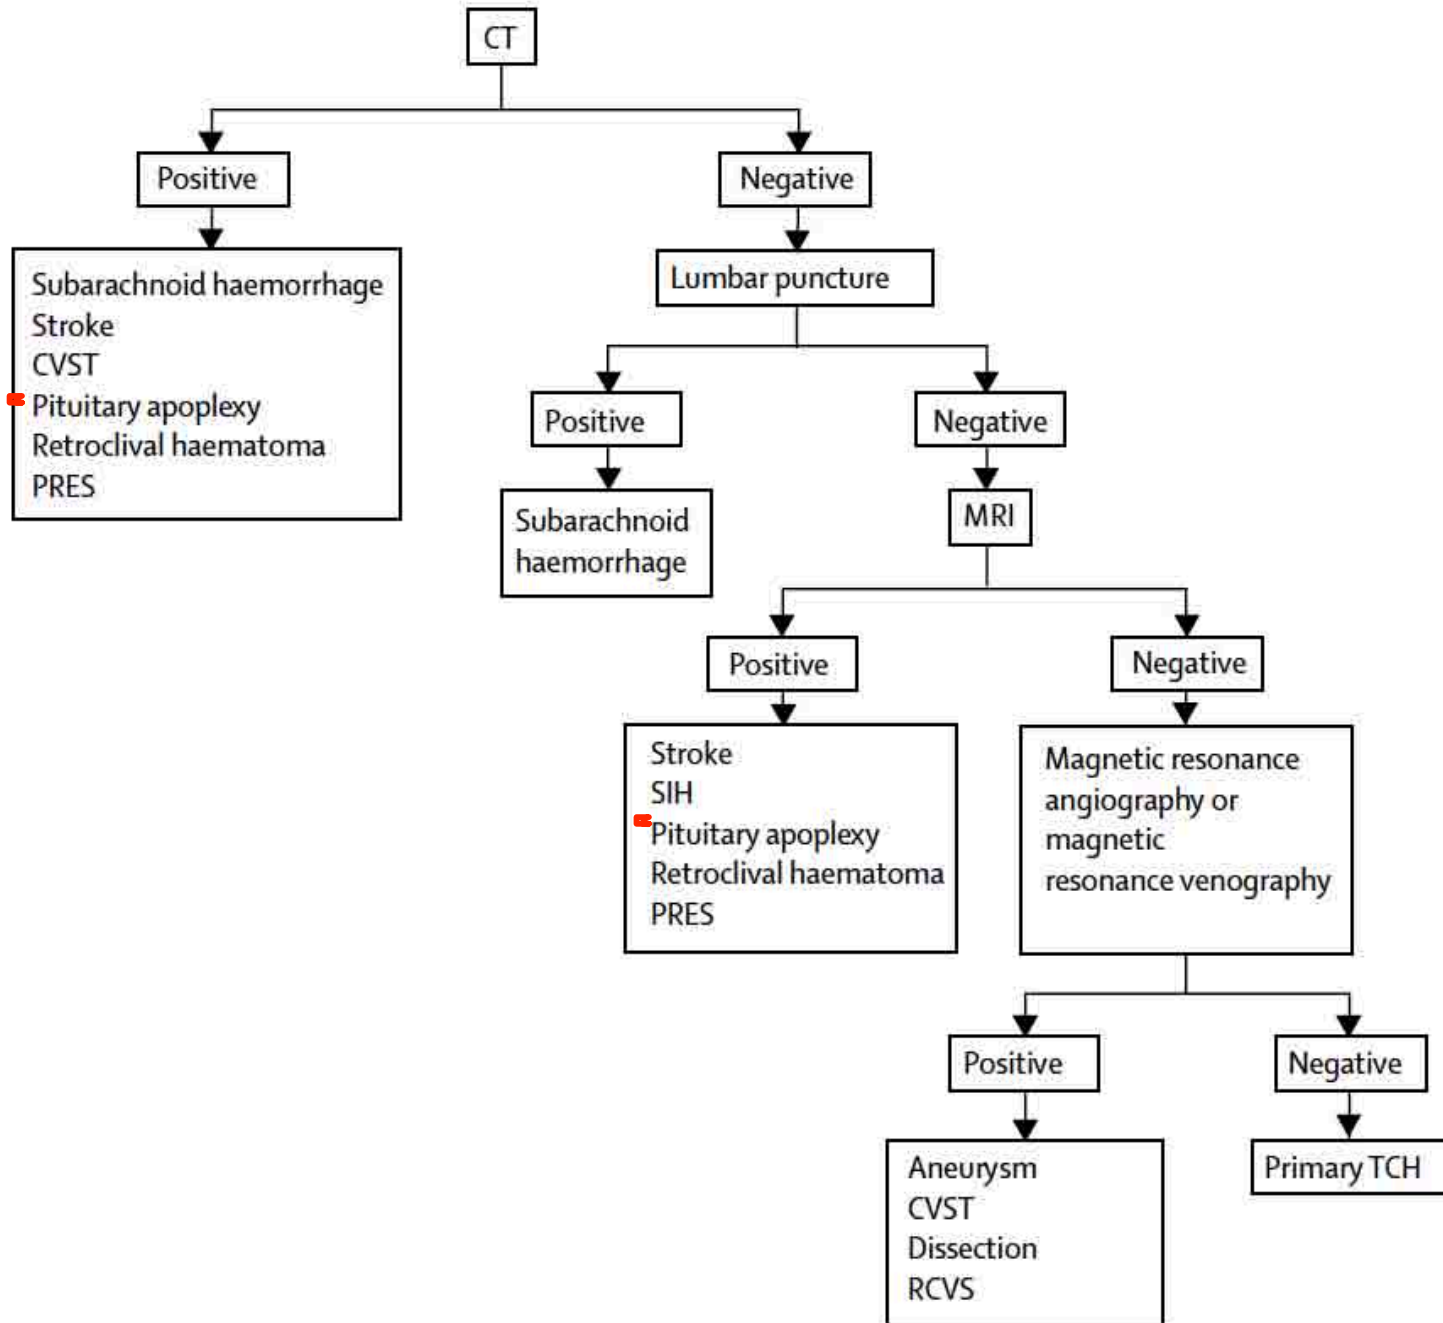 CT
Positive
Negative
Subarachnoid haemorrhage
Stroke
CVST
Pituitary apoplexy
Retroclival haematoma
PRES
Lumbar puncture
Positive
Negative
Subarachnoid
haemorrhage
MRI
Positive
Negative
Stroke
SIH
Pituitary apoplexy
Retroclival haematoma
PRES
Magnetic resonance
angiography or
magnetic
resonance venography
Positive
Negative
Aneurysm
CVST
Dissection
RCVS
Primary TCH